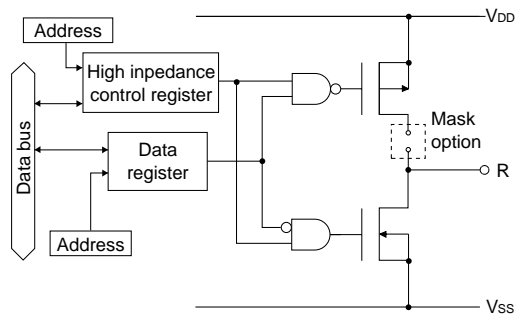 Address
VDD
High inpedance
control register
Mask
option
Data bus
Data
register
R
Address
VSS